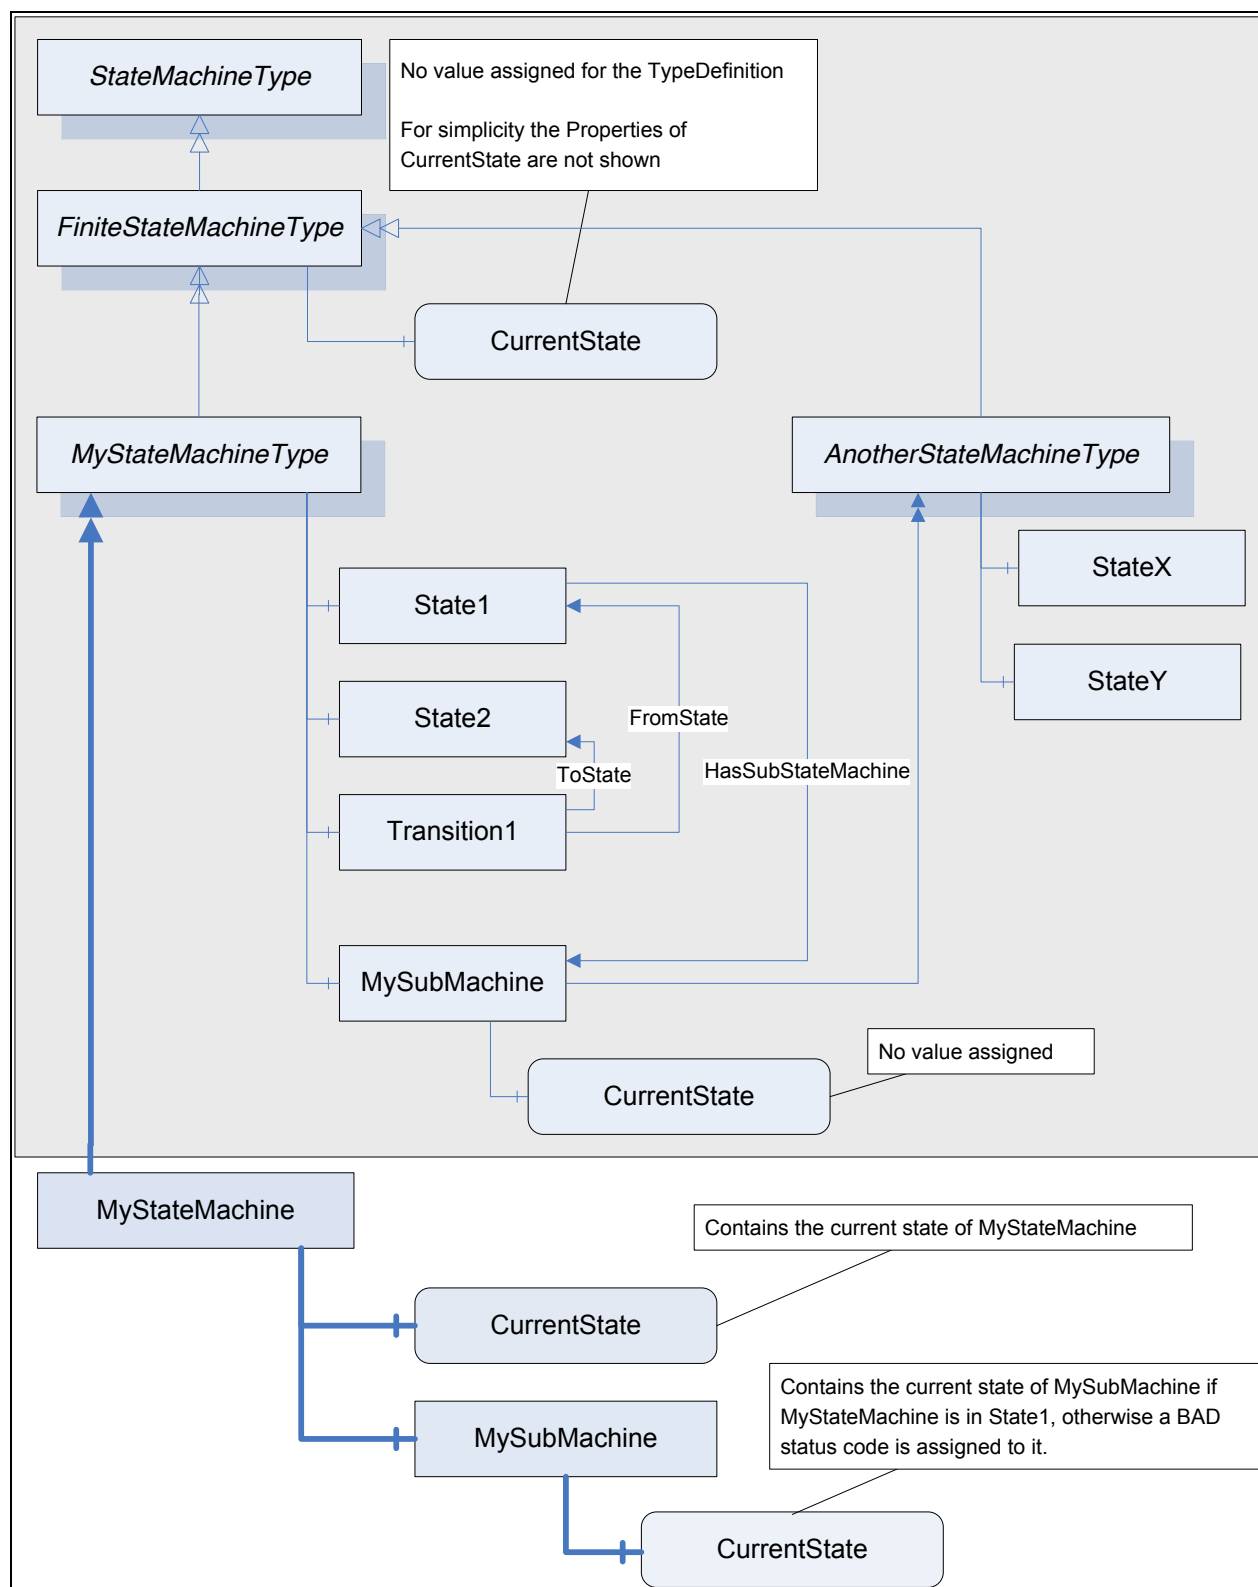 StateMachineType
No value assigned for the TypeDefinition
For simplicity the Properties of
CurrentState are not shown
FiniteStateMachineType
CurrentState
MyStateMachineType
AnotherStateMachineType
StateX
State1
StateY
State2
FromState
HasSubStateMachine
ToState
Transition1
MySubMachine
No value assigned
CurrentState
MyStateMachine
Contains the current state of MyStateMachine
CurrentState
Contains the current state of MySubMachine if
MyStateMachine is in State1, otherwise a BAD
status code is assigned to it.
MySubMachine
CurrentState